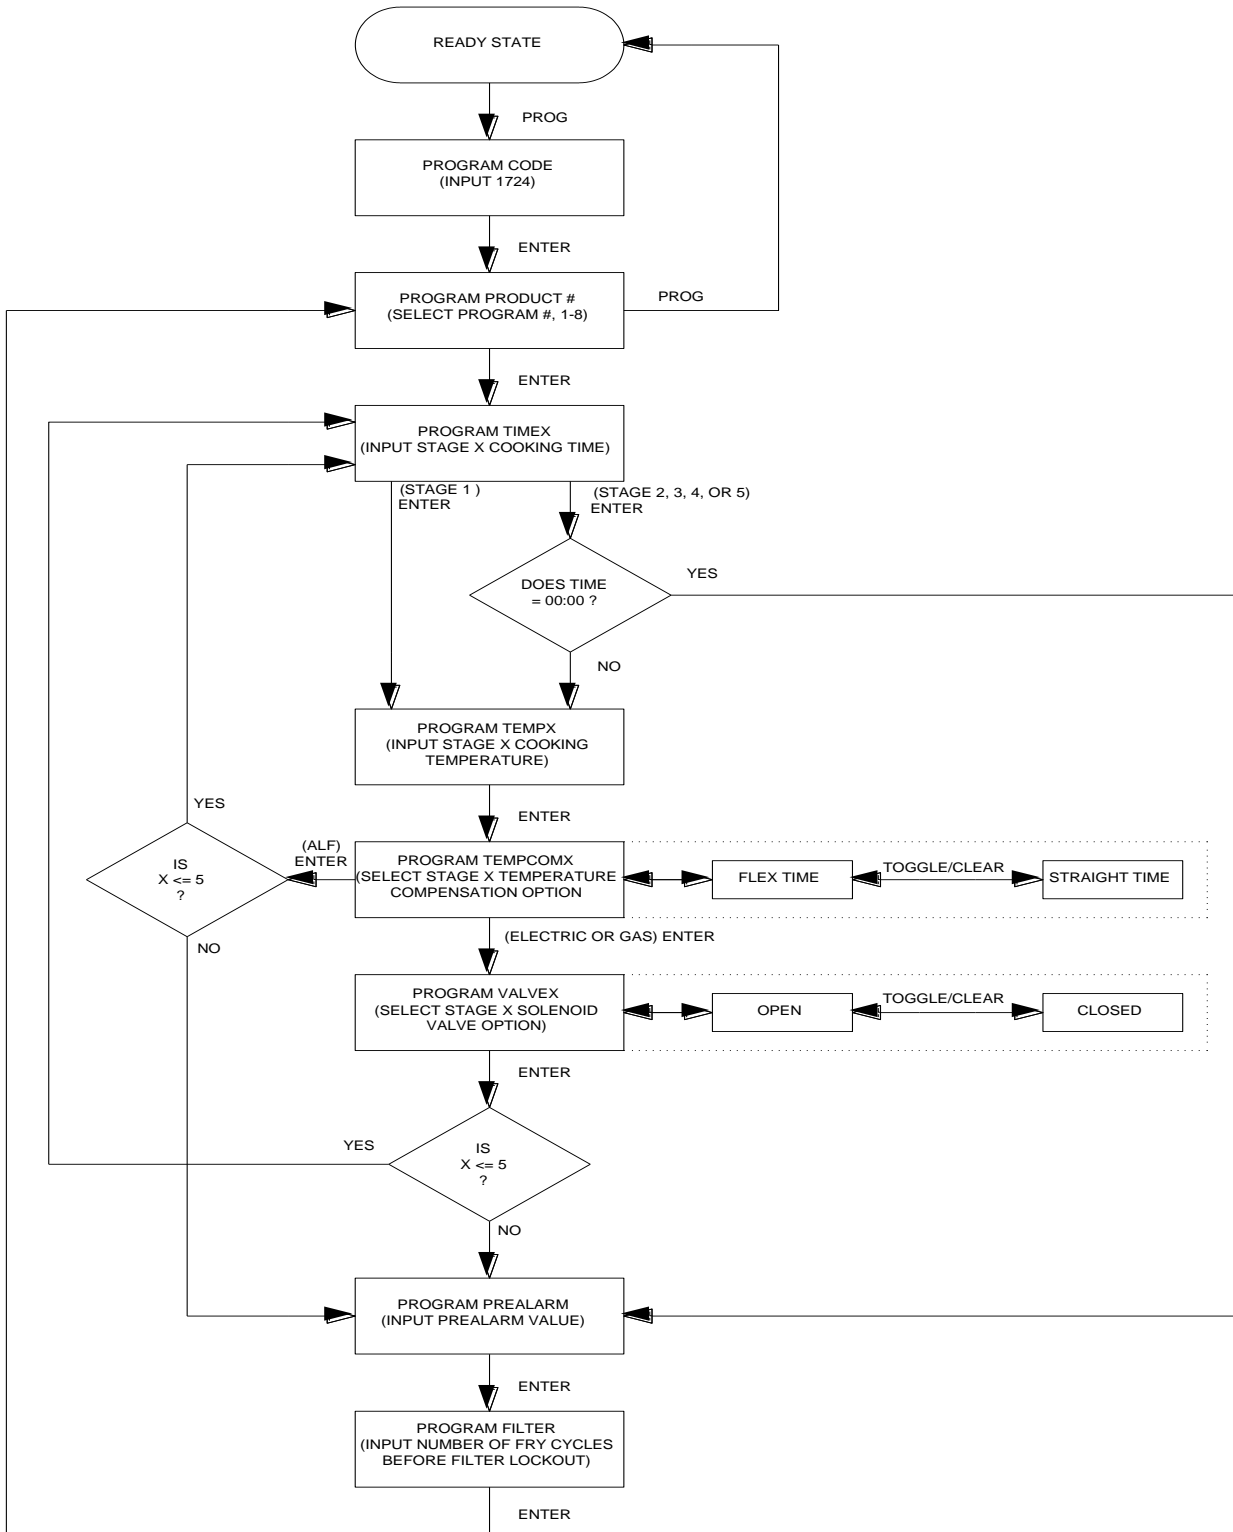 READY STATE
PROG
PROGRAM CODE
(INPUT 1724)
ENTER
PROGRAM PRODUCT #
(SELECT PROGRAM #, 1-8)
PROG
ENTER
PROGRAM TIMEX
(INPUT STAGE X COOKING TIME)
(STAGE 1 )
ENTER
(STAGE 2, 3, 4, OR 5)
ENTER
DOES TIME
= 00:00 ?
YES
NO
PROGRAM TEMPX
(INPUT STAGE X COOKING
TEMPERATURE)
ENTER
YES
IS
X <= 5
?
NO
(ALF)
ENTER
PROGRAM TEMPCOMX
(SELECT STAGE X TEMPERATURE
COMPENSATION OPTION
FLEX TIME
TOGGLE/CLEAR
STRAIGHT TIME
(ELECTRIC OR GAS) ENTER
PROGRAM VALVEX
(SELECT STAGE X SOLENOID
VALVE OPTION)
OPEN
TOGGLE/CLEAR
CLOSED
ENTER
YES
IS
X <= 5
?
NO
PROGRAM PREALARM
(INPUT PREALARM VALUE)
ENTER
PROGRAM FILTER
(INPUT NUMBER OF FRY CYCLES
BEFORE FILTER LOCKOUT)
ENTER